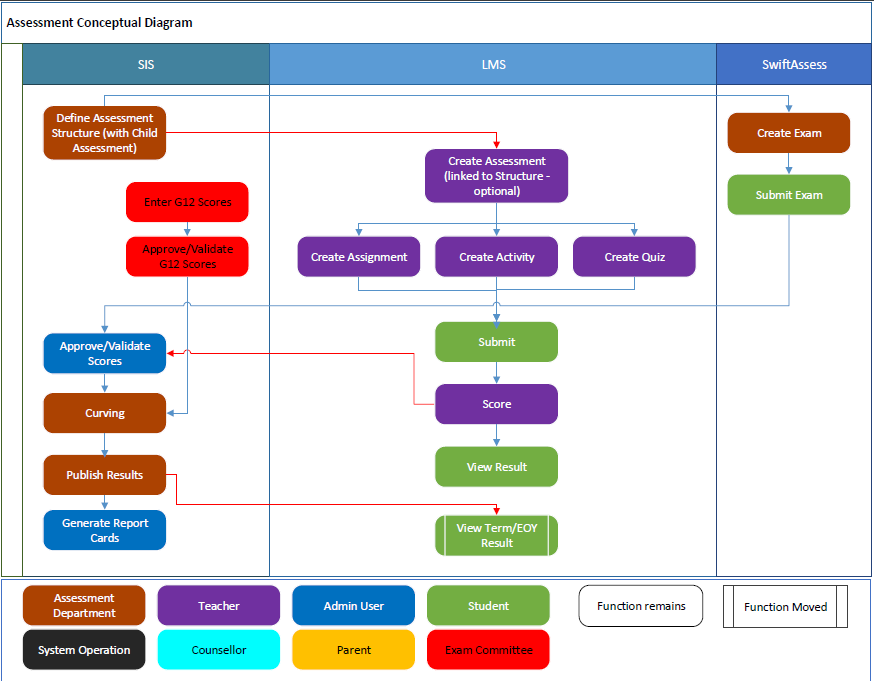 Assessment Conceptual Diagram
SIS
LMS
SwiftAssess
Define Assessment
Structure (with Child
Assessment)
Create Exam
Create Assessment
(linked to Structure -
optional)
Submit Exam
Enter G12 Scores
Approve/Validate
G12 Scores
Create Assignment
Create Activity
Create Quiz
Approve/Validate
Scores
Submit
Curving
Score
Publish Results
View Result
Generate Report
Cards
View Term/EOY
Result
Assessment
Department
Teacher
Admin User
Student
Function remains
Function Moved
System Operation
Counsellor
Parent
Exam Committee